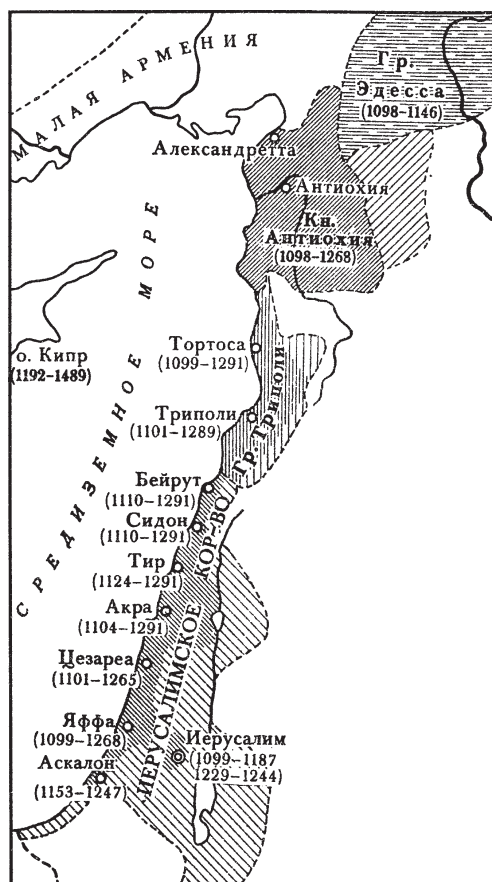 МАЛАЯ АРМЕНИЯ
Гр.
Эдесса
(1098–1146)
Александретта
Антиохия
Кн.
Антиохия
(1098–1268)
СРЕДИЗЕМНОЕ МОРЕ
о. Кипр
(1192–1489)
Тортоса
(1099–1291)
Триполи
(1101–1289)
Гр. Триполи
Бейрут
(1110–1291)
Сидон
(1110–1291)
Тир
(1124–1291)
Акра
(1104–1291)
Цезареа
(1101–1265)
ИЕРУСАЛИМСКОЕ КОР-ВО
Яффа
(1099–1268)
Иерусалим
(1099–1187
1229–1244)
Аскалон
(1153–1247)